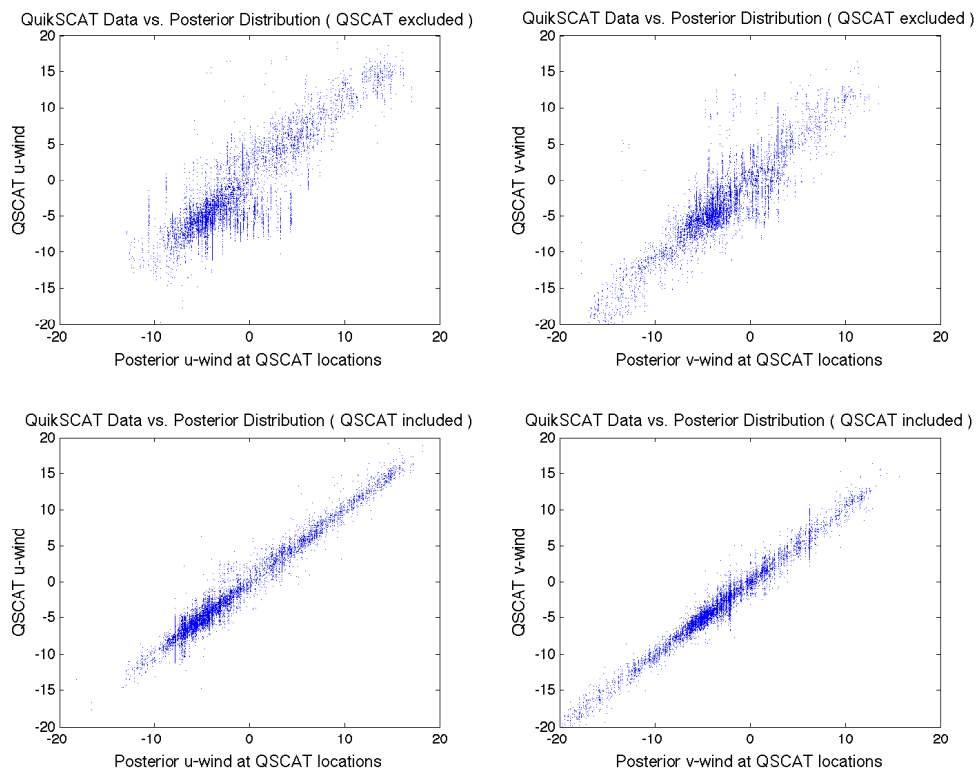 QuikSCAT Data vs. Posterior Distribution ( QSCAT excluded )
20
15
10
5
0
-5
-10
-15
-20
QSCAT u-wind
-20 -10 0 10 20
Posterior u-wind at QSCAT locations
QuikSCAT Data vs. Posterior Distribution ( QSCAT excluded )
20
15
10
5
0
-5
-10
-15
-20
QSCAT v-wind
-20 -10 0 10 20
Posterior v-wind at QSCAT locations
QuikSCAT Data vs. Posterior Distribution ( QSCAT included )
20
15
10
5
0
-5
-10
-15
-20
QSCAT u-wind
-20 -10 0 10 20
Posterior u-wind at QSCAT locations
QuikSCAT Data vs. Posterior Distribution ( QSCAT included )
20
15
10
5
0
-5
-10
-15
-20
QSCAT v-wind
-20 -10 0 10 20
Posterior v-wind at QSCAT locations